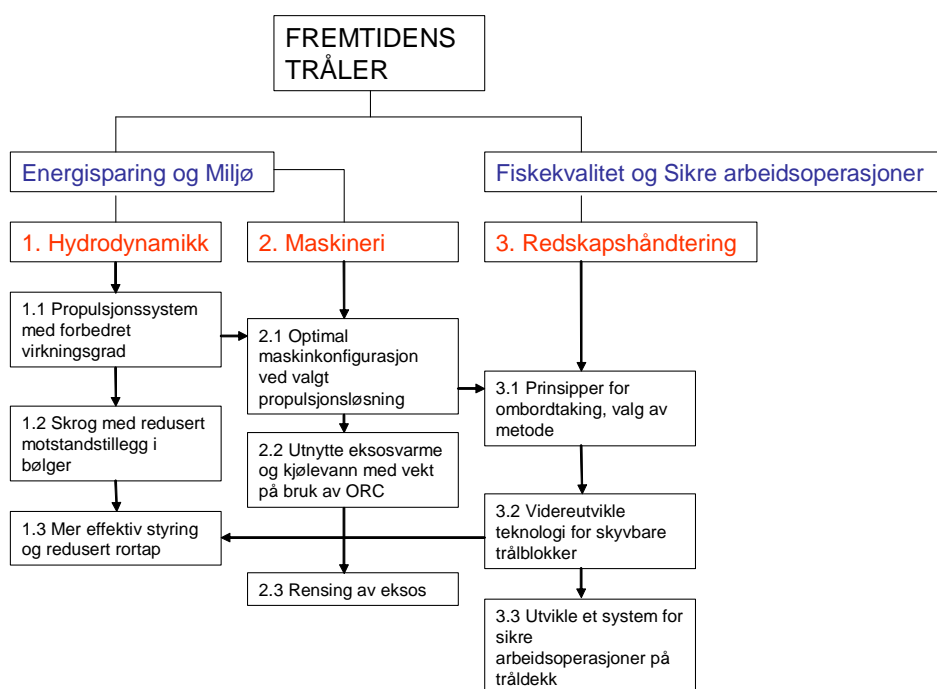 FREMTIDENS
TRÅLER
Energisparing og Miljø
Fiskekvalitet og Sikre arbeidsoperasjoner
1. Hydrodynamikk
2. Maskineri
3. Redskapshåndtering
1.1 Propulsjonssystem
med forbedret
virkningsgrad
2.1 Optimal
maskinkonfigurasjon
ved valgt
propulsjonsløsning
3.1 Prinsipper for
ombordtaking, valg av
metode
1.2 Skrog med redusert
motstandstillegg i
bølger
2.2 Utnytte eksosvarme
og kjølevann med vekt
på bruk av ORC
1.3 Mer effektiv styring
og redusert rortap
3.2 Videreutvikle
teknologi for skyvbare
trålblokker
2.3 Rensing av eksos
3.3 Utvikle et system for
sikre
arbeidsoperasjoner på
tråldekk